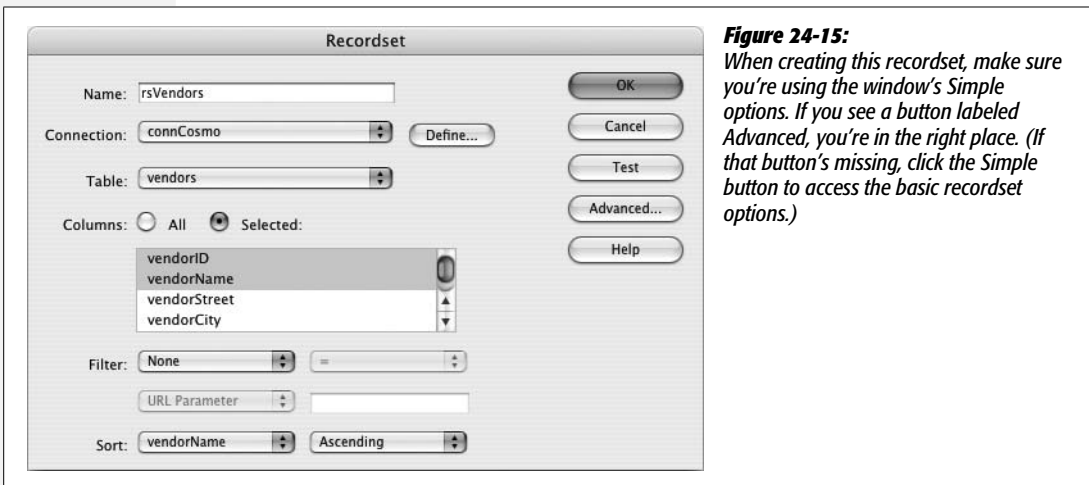 Recordset
Name: rsVendors
Connection: connCosmo Define...
Table: vendors
Columns: All Selected:
vendorID
vendorName
vendorStreet
vendorCity
Filter: None =
URL Parameter
Sort: vendorName Ascending
OK
Cancel
Test
Advanced...
Help
Figure 24-15:
When creating this recordset, make sure
you're using the window's Simple
options. If you see a button labeled
Advanced, you're in the right place. (If
that button's missing, click the Simple
button to access the basic recordset
options.)